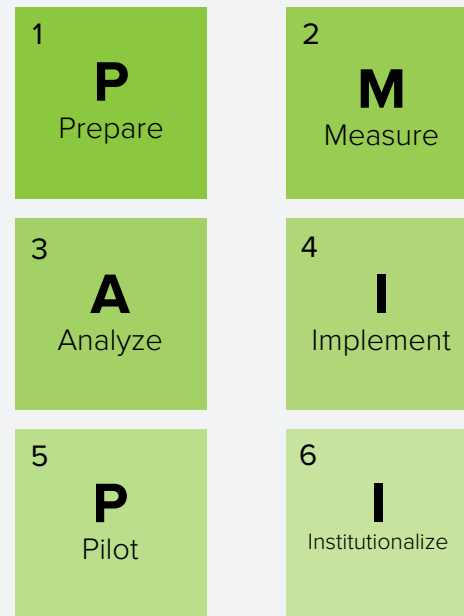 1
P
Prepare
2
M
Measure
3
A
Analyze
4
I
Implement
5
P
Pilot
6
I
Institutionalize